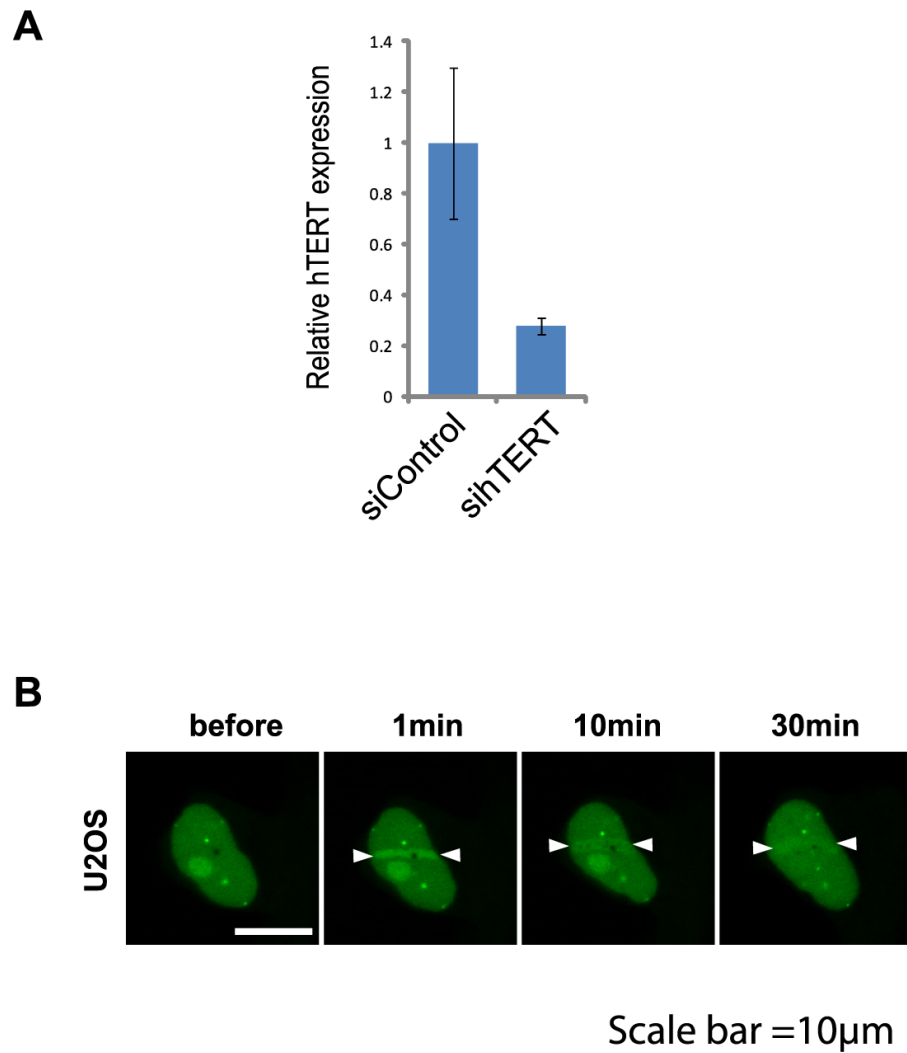 A
Relative hTERT expression
1.4
1.2
1
0.8
0.6
0.4
0.2
0
siControl
sihTERT
B
before
1min
10min
30min
U2OS
Scale bar =10µm